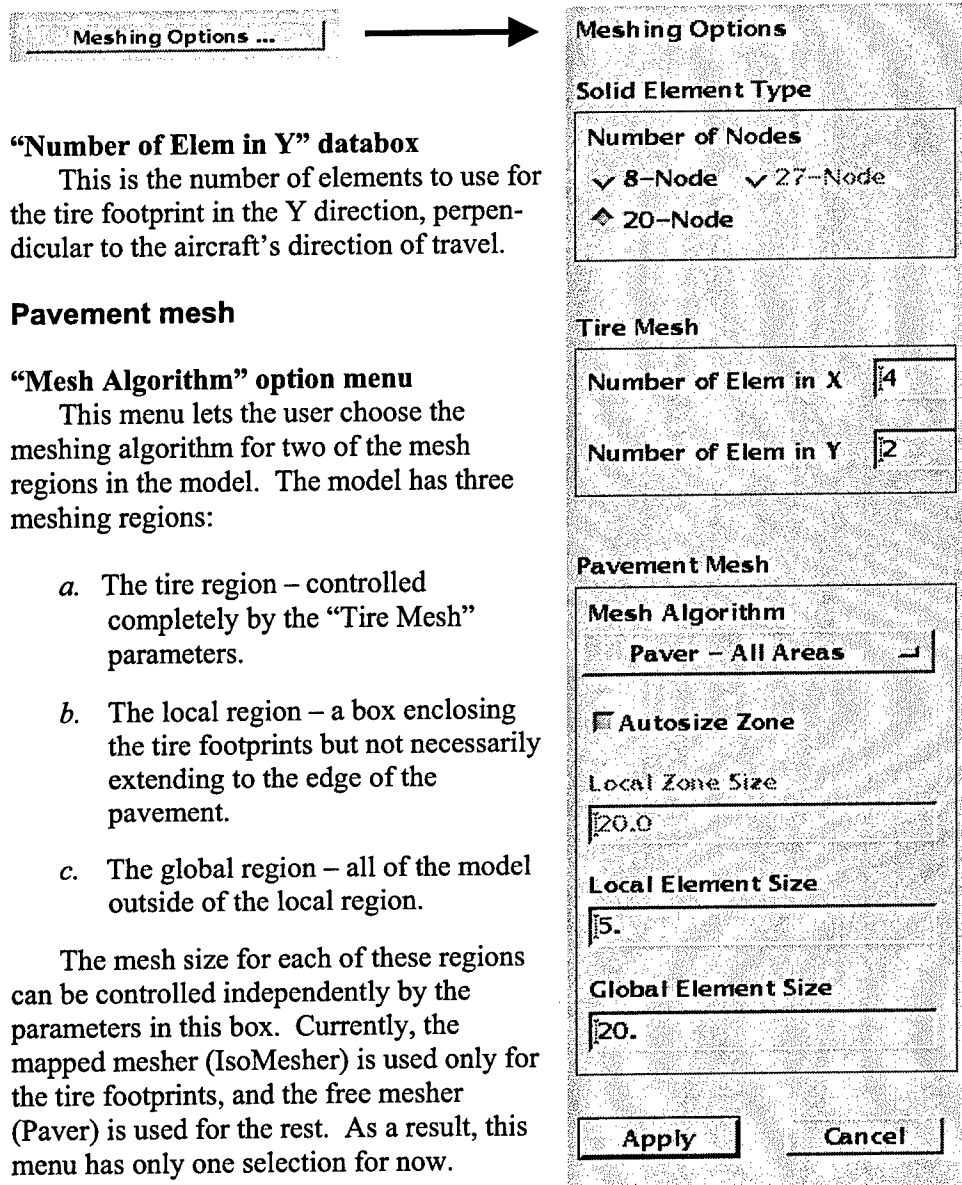 Meshing Options ...
"Number of Elem in Y" databox
This is the number of elements to use for
the tire footprint in the Y direction, perpen-
dicular to the aircraft's direction of travel.
Pavement mesh
"Mesh Algorithm" option menu
This menu lets the user choose the
meshing algorithm for two of the mesh
regions in the model. The model has three
meshing regions:
a. The tire region – controlled
completely by the "Tire Mesh"
parameters.
b. The local region – a box enclosing
the tire footprints but not necessarily
extending to the edge of the
pavement.
c. The global region – all of the model
outside of the local region.
The mesh size for each of these regions
can be controlled independently by the
parameters in this box. Currently, the
mapped mesher (IsoMesher) is used only for
the tire footprints, and the free mesher
(Paver) is used for the rest. As a result, this
menu has only one selection for now.
Meshing Options
Solid Element Type
Number of Nodes
8-Node 27-Node
20-Node
Tire Mesh
Number of Elem in X 4
Number of Elem in Y 2
Pavement Mesh
Mesh Algorithm
Paver - All Areas
Autosize Zone
Local Zone Size
20.0
Local Element Size
5.
Global Element Size
20.
Apply Cancel